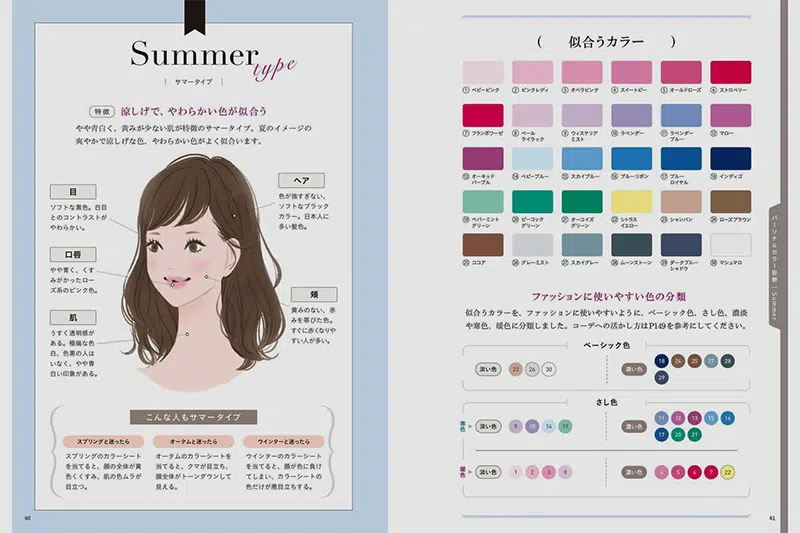 Summer
type
サマータイプ
特徴 涼しげで、やわらかい色が似合う
やや青白く、黄みが少ない肌が特徴のサマータイプ。夏のイメージの
爽やかで涼しげな色、やわらかい色がよく似合います。
目
ソフトな黒色。白目
とのコントラストが
やわらかい。
ヘア
色が強すぎない、
ソフトなブラック
カラー。日本人に
多い髪色。
口唇
やや青く、くす
みがかったロー
ズ系のピンク色。
肌
うすく透明感が
ある。極端な色
白、色黒の人は
いなく、やや青
白い印象がある。
頬
黄みのない、赤
みを帯びた色。
すぐに赤くなりや
すい人が多い。
こんな人もサマータイプ
スプリングと迷ったら
スプリングのカラーシート
を当てると、顔の全体が黄
色くくすみ、肌の色ムラが
目立つ。
オータムと迷ったら
オータムのカラーシートを
当てると、クマが目立ち、
顔全体がトーンダウンして
見える。
ウインターと迷ったら
ウインターのカラーシート
を当てると、顔が色に負け
てしまい、カラーシートの
色だけが悪目立ちする。
40
( 似合うカラー )
① ベビーピンク ② ピンクレディ ③ オペラピンク ④ スイートピー ⑤ オールドローズ ⑥ ストロベリー
⑦ フランボワーゼ ⑧ ペールライラック ⑨ ウィステリアミスト ⑩ ラベンダー ⑪ ラベンダーブルー ⑫ マロー
⑬ オーキッドパープル ⑭ ベビーブルー ⑮ スカイブルー ⑯ ブルーリボン ⑰ ブルーロイヤル ⑱ インディゴ
⑲ ペパーミントグリーン ⑳ ピーコックグリーン ㉑ ターコイズグリーン ㉒ シトラスイエロー ㉓ シャンパン ㉔ ローズブラウン
㉕ ココア ㉖ グレーミスト ㉗ スカイグレー ㉘ ムーンストーン ㉙ ダークブルーシャドウ ㉚ マシュマロ
ファッションに使いやすい色の分類
似合うカラーを、ファッションに使いやすいように、ベーシック色、さし色、濃淡
や寒色、暖色に分類しました。コーデへの活かし方はP149を参考にしてください。
ベーシック色
淡い色 23 26 30
濃い色 18 24 25 27 28
29
さし色
寒色
淡い色 9 10 14 19
濃い色 11 12 13 15 16
17 20 21
暖色
淡い色 1 2 3 8
濃い色 4 5 6 7 22
パーソナルカラー診断 | Summer
41